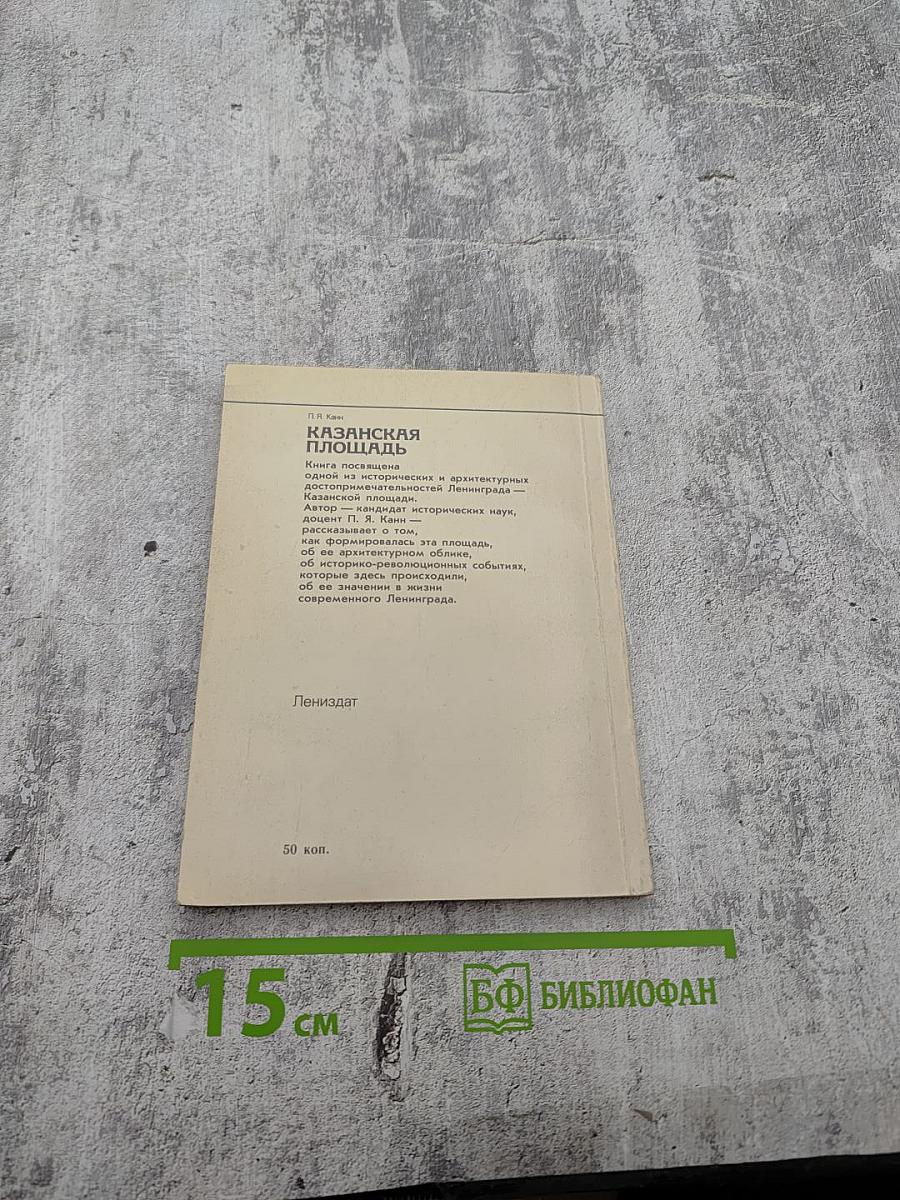 П. Я. Канн
КАЗАНСКАЯ
ПЛОЩАДЬ
Книга посвящена
одной из исторических и архитектурных
достопримечательностей Ленинграда —
Казанской площади.
Автор — кандидат исторических наук,
доцент П. Я. Канн —
рассказывает о том,
как формировалась эта площадь,
об ее архитектурном облике,
об историко-революционных событиях,
которые здесь происходили,
об ее значении в жизни
современного Ленинграда.
Лениздат
50 коп.
15 см
БФ БИБЛИОФАН